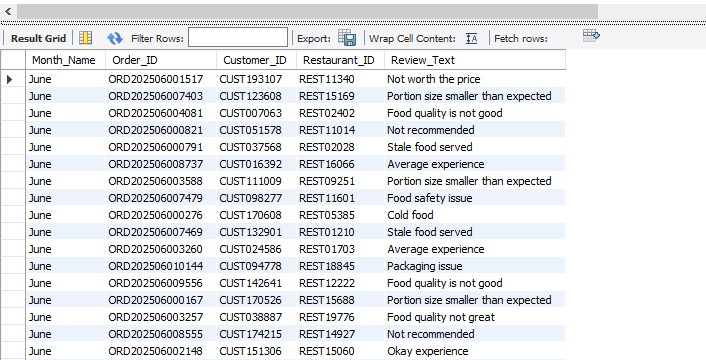 Result Grid Filter Rows: Export: Wrap Cell Content: IA Fetch rows:
Month_Name Order_ID Customer_ID Restaurant_ID Review_Text
June ORD202506001517 CUST193107 REST11340 Not worth the price
June ORD202506007403 CUST123608 REST15169 Portion size smaller than expected
June ORD202506004081 CUST007063 REST02402 Food quality is not good
June ORD202506000821 CUST051578 REST11014 Not recommended
June ORD202506000791 CUST037568 REST02028 Stale food served
June ORD202506008737 CUST016392 REST16066 Average experience
June ORD202506003588 CUST111009 REST09251 Portion size smaller than expected
June ORD202506007479 CUST098277 REST11601 Food safety issue
June ORD202506000276 CUST170608 REST05385 Cold food
June ORD202506007469 CUST132901 REST01210 Stale food served
June ORD202506003260 CUST024586 REST01703 Average experience
June ORD202506010144 CUST094778 REST18845 Packaging issue
June ORD202506009556 CUST142641 REST12222 Food quality is not good
June ORD202506000167 CUST170526 REST15688 Portion size smaller than expected
June ORD202506003257 CUST038887 REST19776 Food quality not great
June ORD202506008555 CUST174215 REST14927 Not recommended
June ORD202506002148 CUST151306 REST15060 Okay experience